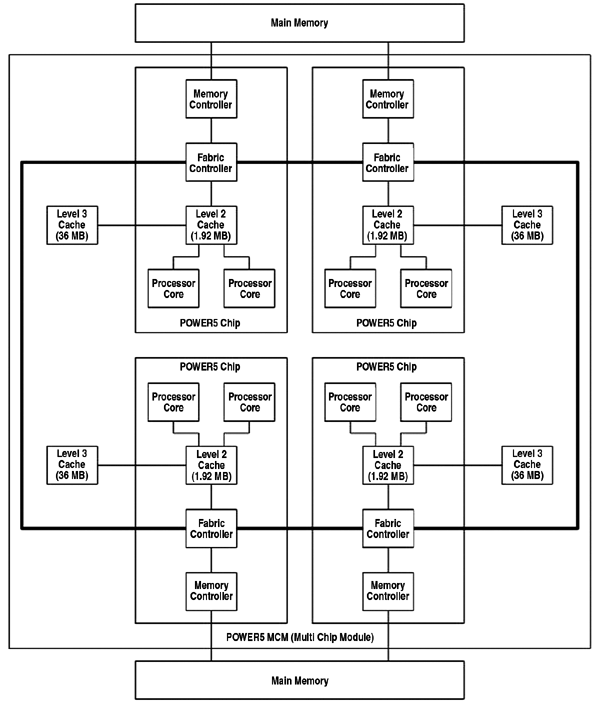 Main Memory
Memory
Controller
Memory
Controller
Fabric
Controller
Fabric
Controller
Level 3
Cache
(36 MB)
Level 2
Cache
(1.92 MB)
Level 2
Cache
(1.92 MB)
Level 3
Cache
(36 MB)
Processor
Core
Processor
Core
Processor
Core
Processor
Core
POWER5 Chip
POWER5 Chip
POWER5 Chip
POWER5 Chip
Processor
Core
Processor
Core
Processor
Core
Processor
Core
Level 3
Cache
(36 MB)
Level 2
Cache
(1.92 MB)
Level 2
Cache
(1.92 MB)
Level 3
Cache
(36 MB)
Fabric
Controller
Fabric
Controller
Memory
Controller
Memory
Controller
POWER5 MCM (Multi Chip Module)
Main Memory